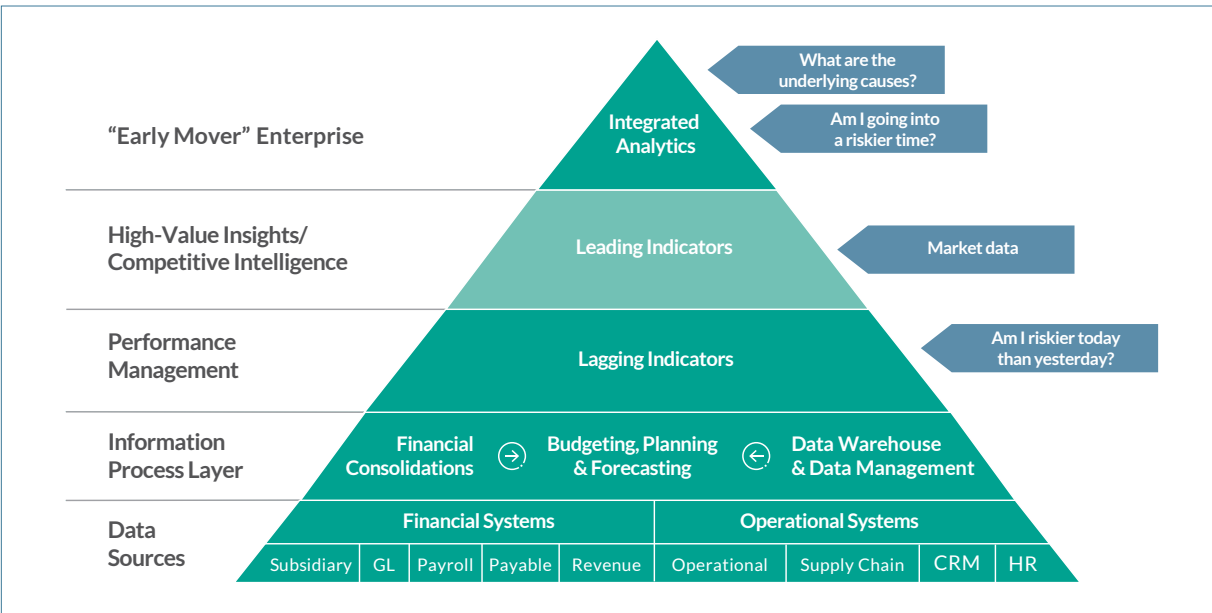 What are the
underlying causes?
“Early Mover” Enterprise
Integrated
Analytics
Am I going into
a riskier time?
High-Value Insights/
Competitive Intelligence
Leading Indicators
Market data
Performance
Management
Lagging Indicators
Am I riskier today
than yesterday?
Information
Process Layer
Financial
Consolidations
Budgeting, Planning
& Forecasting
Data Warehouse
& Data Management
Data
Sources
Financial Systems
Operational Systems
Subsidiary
GL
Payroll
Payable
Revenue
Operational
Supply Chain
CRM
HR